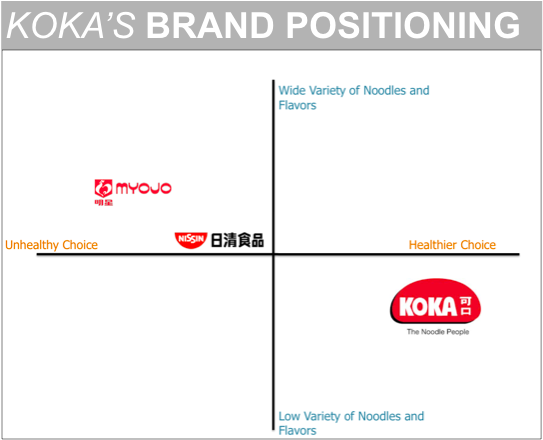 KOKA'S BRAND POSITIONING
Wide Variety of Noodles and
Flavors
MYOJO
明星
NISSIN 日清食品
Unhealthy Choice
Healthier Choice
KOKA 可口
The Noodle People
Low Variety of Noodles and
Flavors